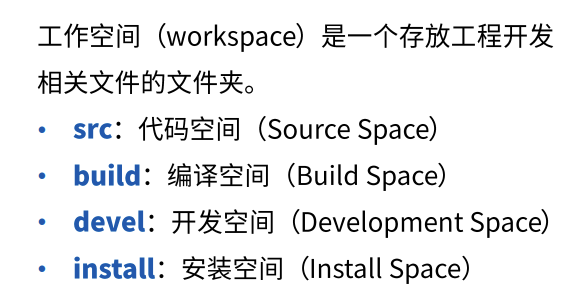 工作空间（workspace）是一个存放工程开发
相关文件的文件夹。
• src：代码空间（Source Space）
• build：编译空间（Build Space）
• devel：开发空间（Development Space）
• install：安装空间（Install Space）